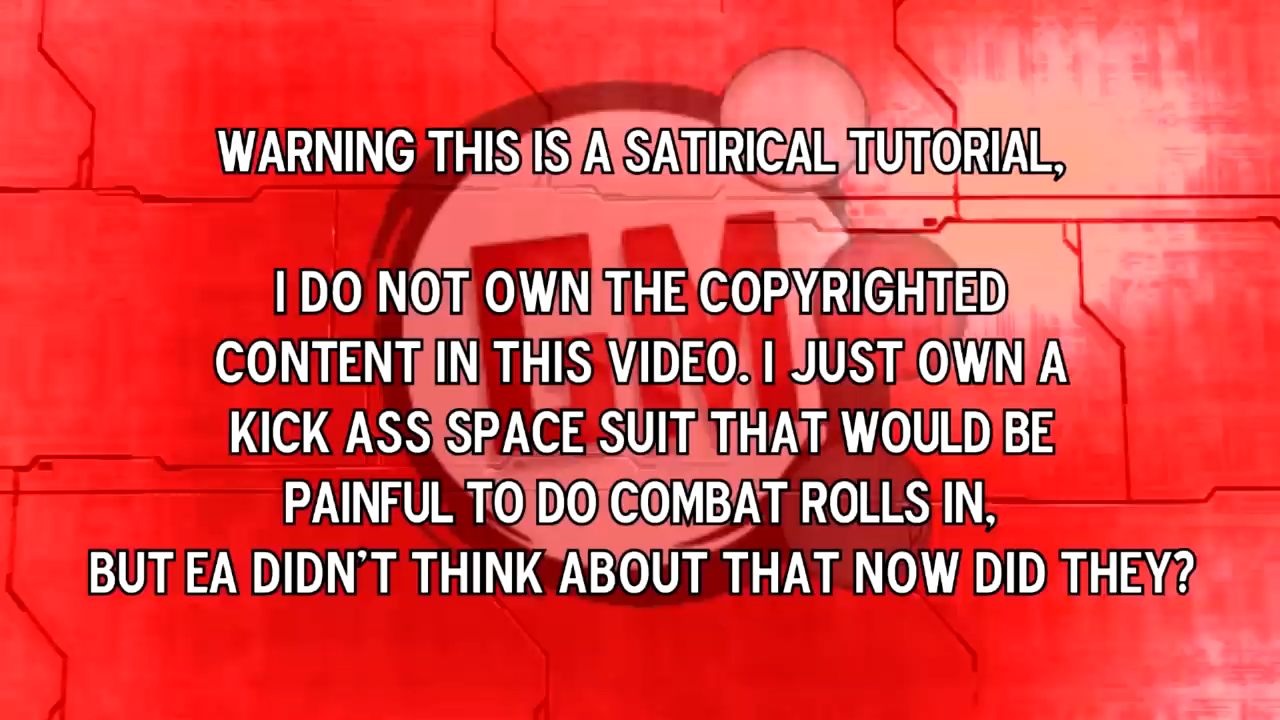 WARNING THIS IS A SATIRICAL TUTORIAL,
I DO NOT OWN THE COPYRIGHTED
CONTENT IN THIS VIDEO. I JUST OWN A
KICK ASS SPACE SUIT THAT WOULD BE
PAINFUL TO DO COMBAT ROLLS IN,
BUT EA DIDN'T THINK ABOUT THAT NOW DID THEY?